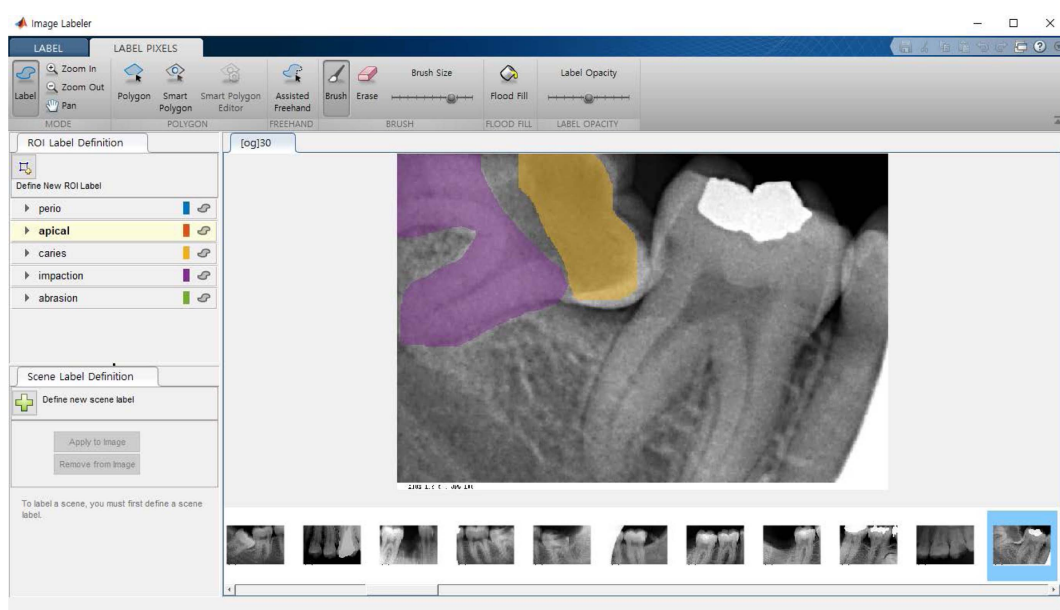 Image Labeler
LABEL
LABEL PIXELS
Label
Zoom In
Zoom Out
Pan
MODE
Polygon
Smart
Polygon
Smart Polygon
Editor
POLYGON
Assisted
Freehand
FREEHAND
Brush
Erase
Brush Size
BRUSH
Flood Fill
FLOOD FILL
Label Opacity
LABEL OPACITY
ROI Label Definition
[og]30
Define New ROI Label
perio
apical
caries
impaction
abrasion
Scene Label Definition
Define new scene label
Apply to Image
Remove from Image
To label a scene, you must first define a scene
label.